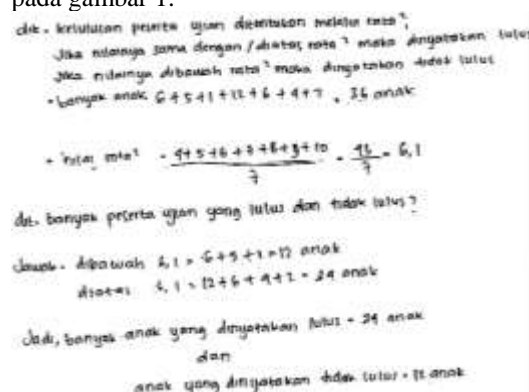 pada gambar 1.
dik. kelulusan peserta ujian ditentukan melalui rata²,
Jika nilainya sama dengan / diatas rata² maka dinyatakan lulus
Jika nilainya dibawah rata² maka dinyatakan tidak lulus
• banyak anak 6+5+1+12+6+4+2 = 36 anak
• nilai rata² = 4+5+6+7+8+9+10 / 7 = / 7 = 6,1
dit. banyak peserta ujian yang lulus dan tidak lulus?
Jawab. dibawah 6,1 = 6+5+1=12 anak
diatas 6,1 = 12+6+4+2 = 24 anak
Jadi, banyak anak yang dinyatakan lulus = 24 anak
dan
anak yang dinyatakan tidak lulus = 12 anak